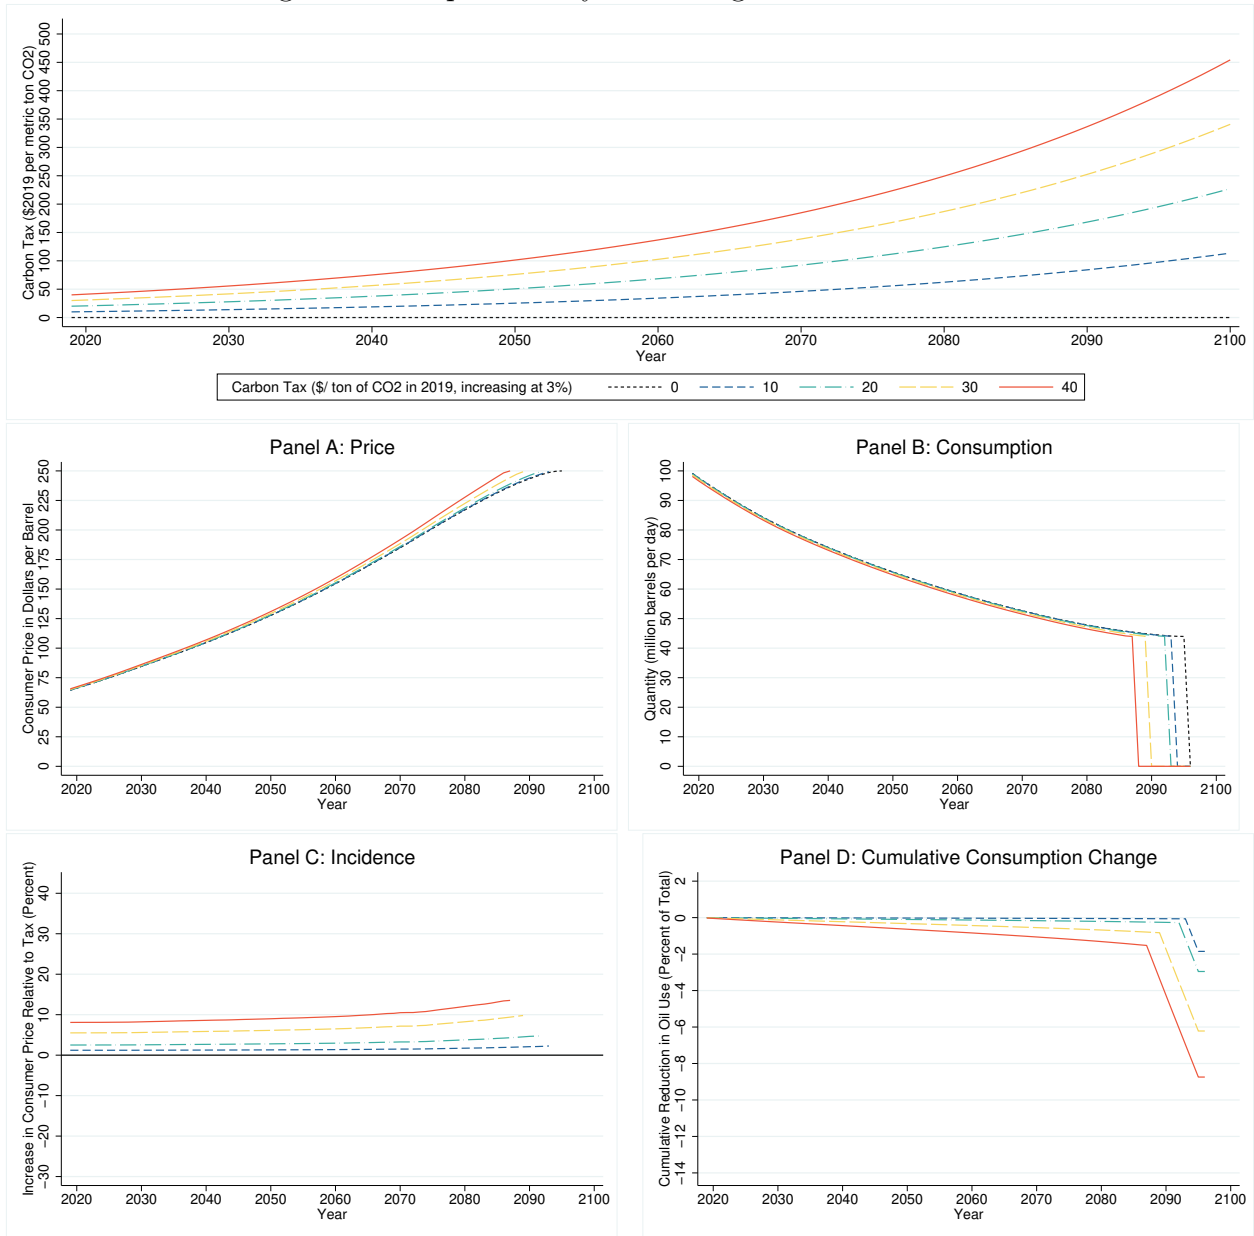 Carbon Tax ($2019 per metric ton CO2)
0 50 100 150 200 250 300 350 400 450 500
2020 2030 2040 2050 2060 2070 2080 2090 2100
Year
Carbon Tax ($/ ton of CO2 in 2019, increasing at 3%) 0 10 20 30 40
Panel A: Price
Consumer Price in Dollars per Barrel
0 25 50 75 100 125 150 175 200 225 250
2020 2030 2040 2050 2060 2070 2080 2090 2100
Year
Panel B: Consumption
Quantity (million barrels per day)
0 10 20 30 40 50 60 70 80 90 100
2020 2030 2040 2050 2060 2070 2080 2090 2100
Year
Panel C: Incidence
Increase in Consumer Price Relative to Tax (Percent)
−30 −20 −10 0 10 20 30 40
2020 2030 2040 2050 2060 2070 2080 2090 2100
Year
Panel D: Cumulative Consumption Change
Cumulative Reduction in Oil Use (Percent of Total)
−14 −12 −10 −8 −6 −4 −2 0 2
2020 2030 2040 2050 2060 2070 2080 2090 2100
Year